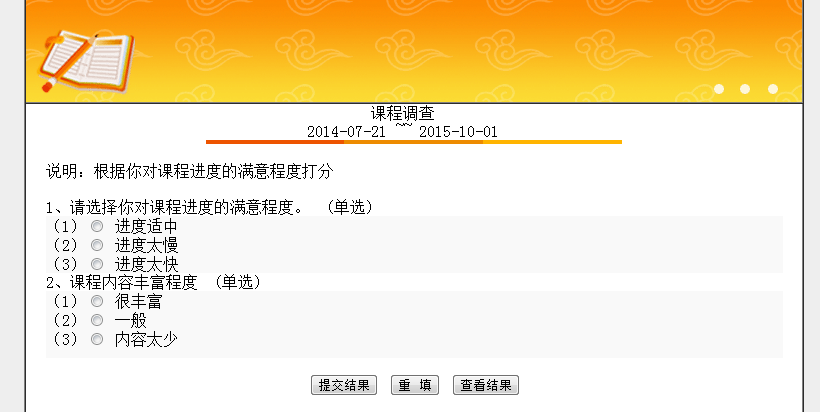 课程调查
2014-07-21 ~~ 2015-10-01
说明：根据你对课程进度的满意程度打分
1、请选择你对课程进度的满意程度。 (单选)
(1) 进度适中
(2) 进度太慢
(3) 进度太快
2、课程内容丰富程度 (单选)
(1) 很丰富
(2) 一般
(3) 内容太少
提交结果 重 填 查看结果